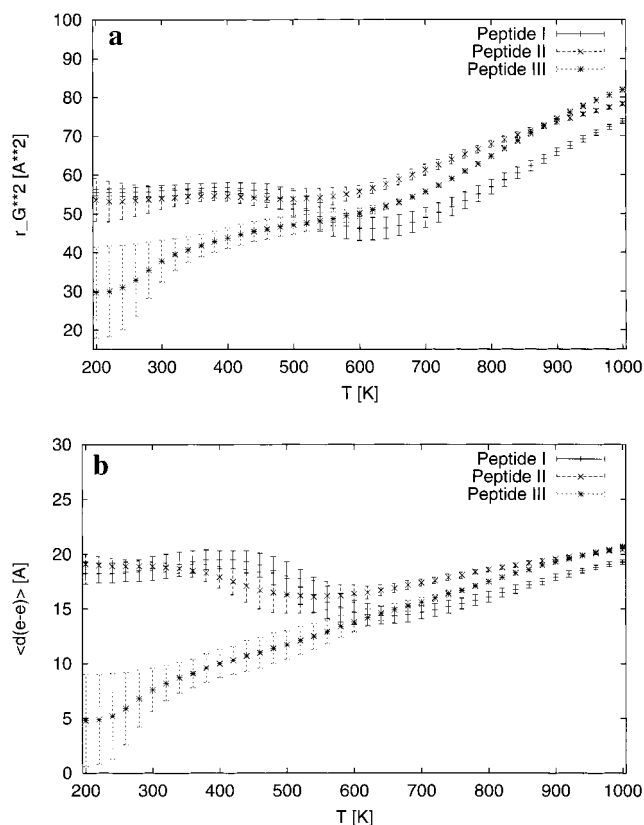 a
Peptide I
Peptide II
Peptide III
r_G**2 [A**2]
100
90
80
70
60
50
40
30
20
200 300 400 500 600 700 800 900 1000
T [K]
b
Peptide I
Peptide II
Peptide III
<d(e-e)> [A]
30
25
20
15
10
5
0
200 300 400 500 600 700 800 900 1000
T [K]